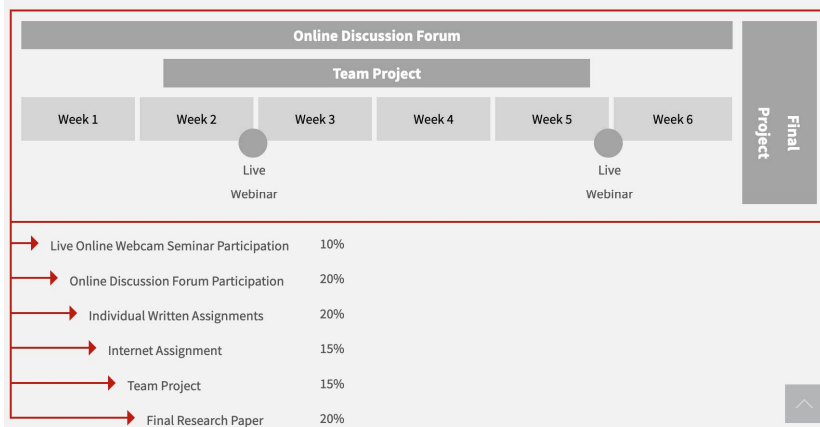 Online Discussion Forum
Team Project
Week 1
Week 2
Week 3
Week 4
Week 5
Week 6
Live
Webinar
Live
Webinar
Final
Project
Live Online Webcam Seminar Participation 10%
Online Discussion Forum Participation 20%
Individual Written Assignments 20%
Internet Assignment 15%
Team Project 15%
Final Research Paper 20%